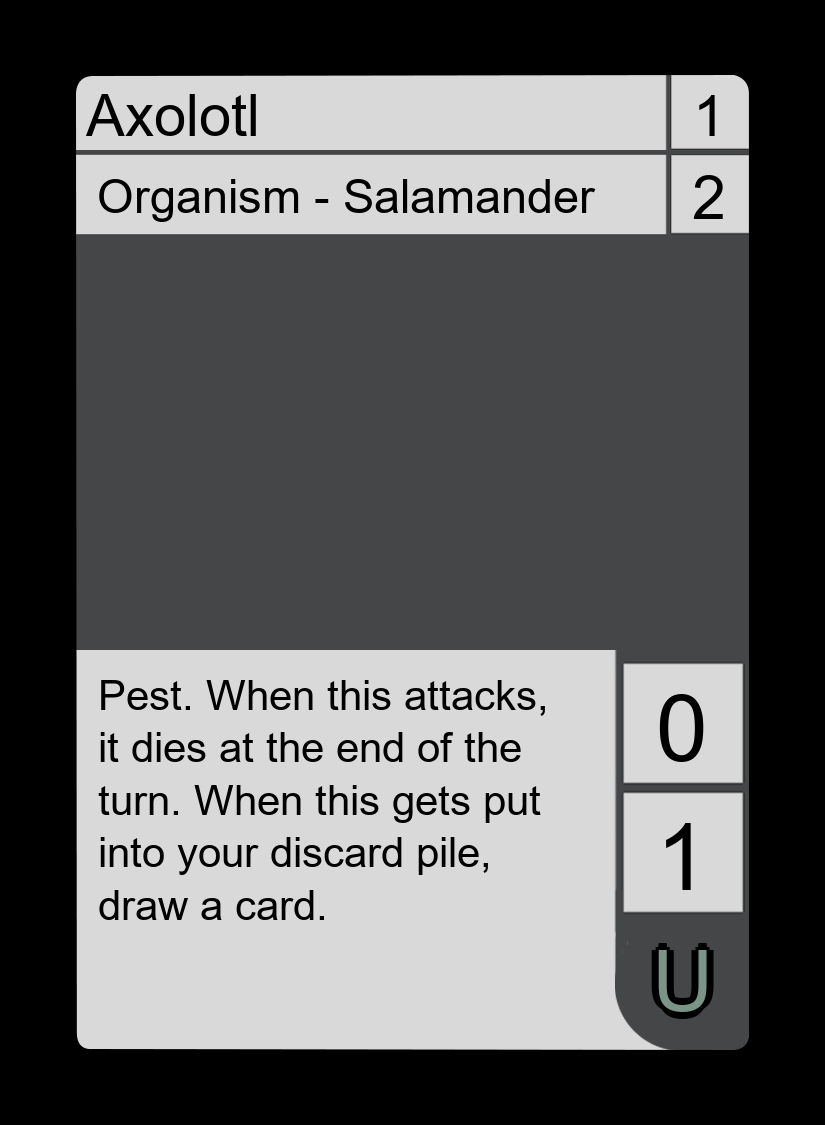 Axolotl 1
Organism - Salamander 2
Pest. When this attacks,
it dies at the end of the
turn. When this gets put
into your discard pile,
draw a card.
0
1
U